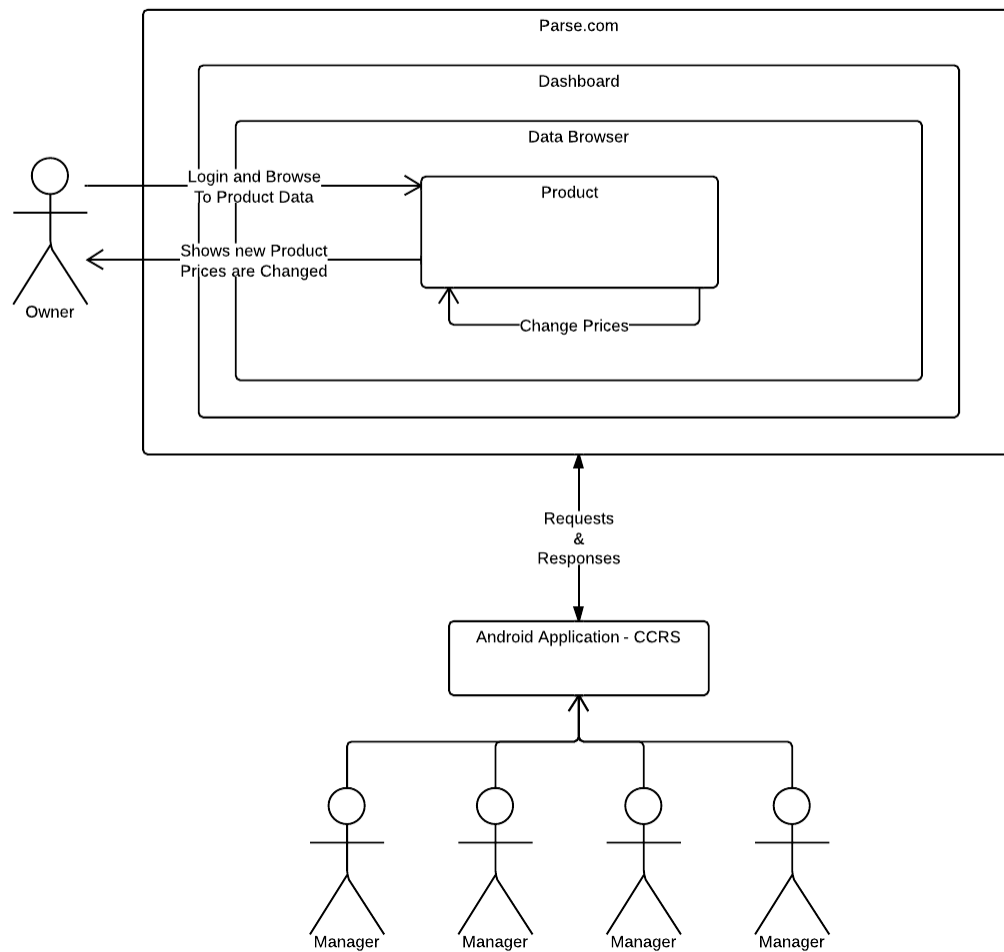 Parse.com
Dashboard
Data Browser
Login and Browse
To Product Data
Product
Shows new Product
Prices are Changed
Owner
Change Prices
Requests
&
Responses
Android Application - CCRS
Manager
Manager
Manager
Manager